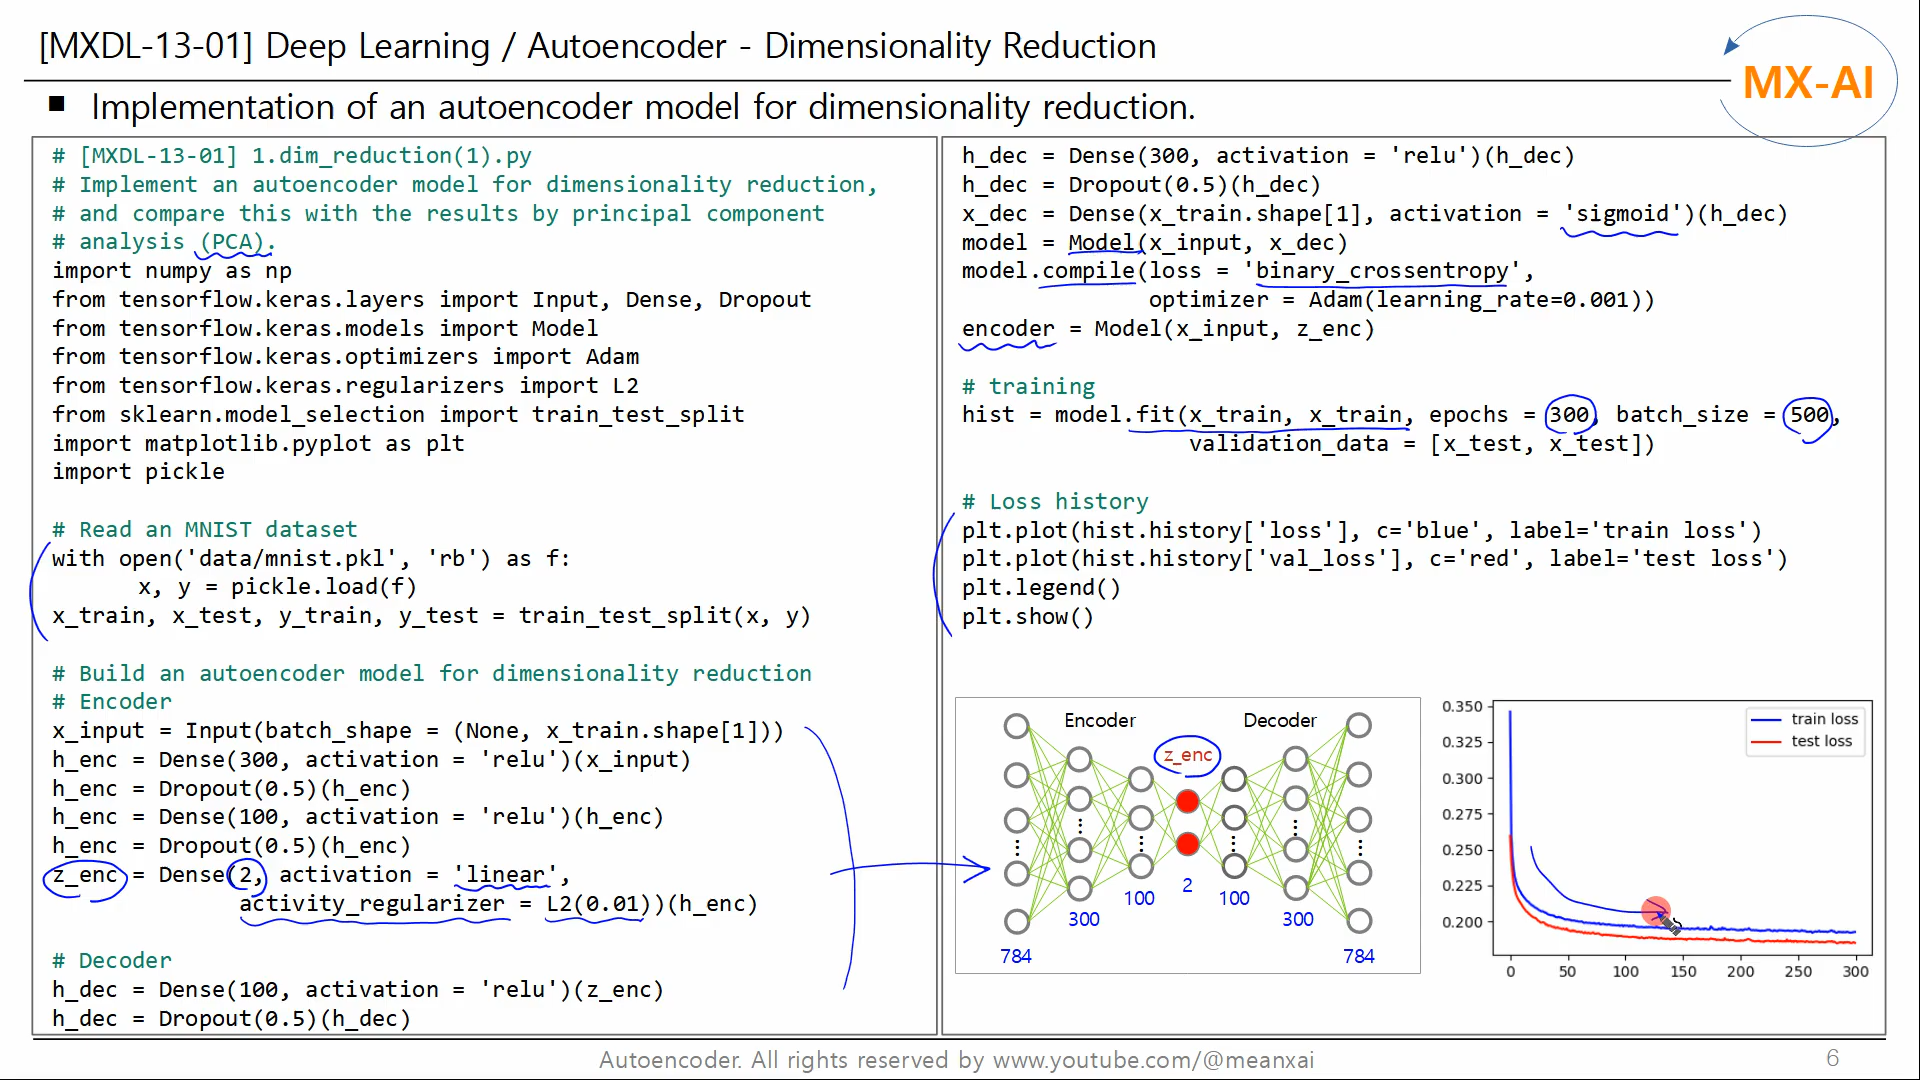 [MXDL-13-01] Deep Learning / Autoencoder - Dimensionality Reduction
MX-AI
■ Implementation of an autoencoder model for dimensionality reduction.
# [MXDL-13-01] 1.dim_reduction(1).py
# Implement an autoencoder model for dimensionality reduction,
# and compare this with the results by principal component
# analysis (PCA).
import numpy as np
from tensorflow.keras.layers import Input, Dense, Dropout
from tensorflow.keras.models import Model
from tensorflow.keras.optimizers import Adam
from tensorflow.keras.regularizers import L2
from sklearn.model_selection import train_test_split
import matplotlib.pyplot as plt
import pickle
# Read an MNIST dataset
with open('data/mnist.pkl', 'rb') as f:
x, y = pickle.load(f)
x_train, x_test, y_train, y_test = train_test_split(x, y)
# Build an autoencoder model for dimensionality reduction
# Encoder
x_input = Input(batch_shape = (None, x_train.shape[1]))
h_enc = Dense(300, activation = 'relu')(x_input)
h_enc = Dropout(0.5)(h_enc)
h_enc = Dense(100, activation = 'relu')(h_enc)
h_enc = Dropout(0.5)(h_enc)
z_enc = Dense(2, activation = 'linear',
activity_regularizer = L2(0.01))(h_enc)
# Decoder
h_dec = Dense(100, activation = 'relu')(z_enc)
h_dec = Dropout(0.5)(h_dec)
h_dec = Dense(300, activation = 'relu')(h_dec)
h_dec = Dropout(0.5)(h_dec)
x_dec = Dense(x_train.shape[1], activation = 'sigmoid')(h_dec)
model = Model(x_input, x_dec)
model.compile(loss = 'binary_crossentropy',
optimizer = Adam(learning_rate=0.001))
encoder = Model(x_input, z_enc)
# training
hist = model.fit(x_train, x_train, epochs = 300, batch_size = 500,
validation_data = [x_test, x_test])
# Loss history
plt.plot(hist.history['loss'], c='blue', label='train loss')
plt.plot(hist.history['val_loss'], c='red', label='test loss')
plt.legend()
plt.show()
Encoder Decoder
z_enc
784 300 100 2 100 300 784
0.350
0.325
0.300
0.275
0.250
0.225
0.200
train loss
test loss
0 50 100 150 200 250 300
Autoencoder. All rights reserved by www.youtube.com/@meanxai
6